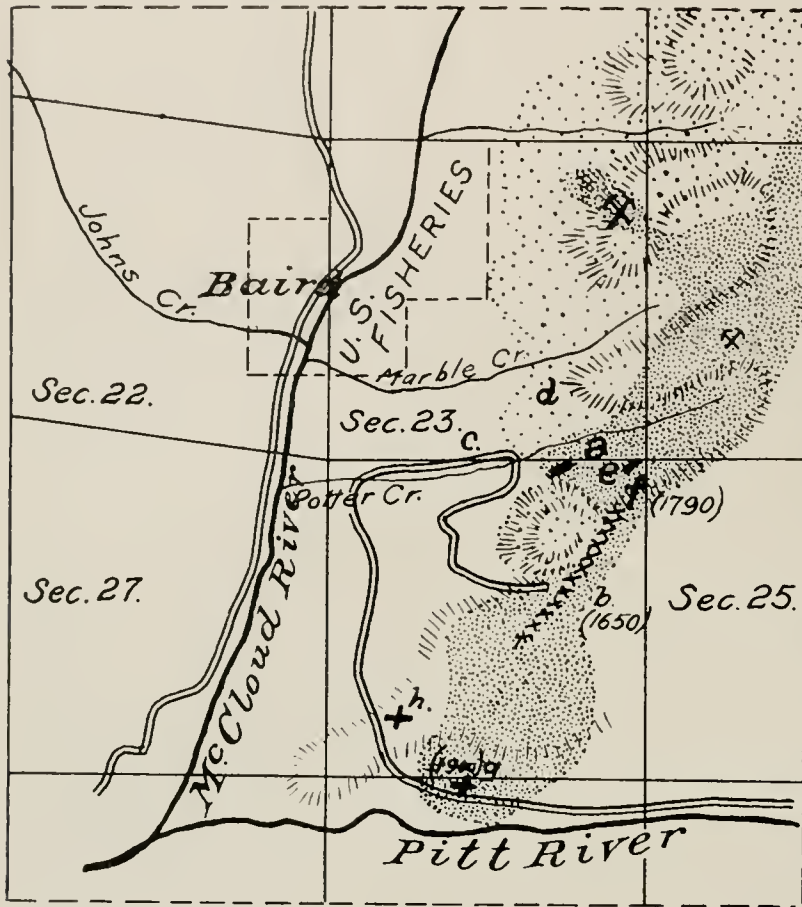 Johns Cr.
Baird
U.S.
FISHERIES
Marble Cr.
Sec. 22.
Sec. 23.
d
c.
a
e
Potter Cr.
(1790)
Sec. 27.
b
(1650)
Sec. 25.
McCloud River
h.
Pitt River